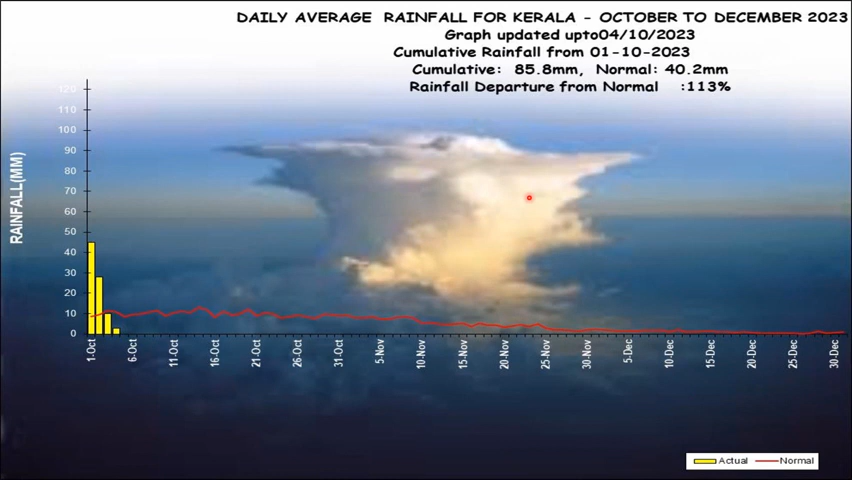 DAILY AVERAGE RAINFALL FOR KERALA - OCTOBER TO DECEMBER 2023
Graph updated upto04/10/2023
Cumulative Rainfall from 01-10-2023
Cumulative: 85.8mm, Normal: 40.2mm
Rainfall Departure from Normal :113%
RAINFALL(MM)
120
110
100
90
80
70
60
50
40
30
20
10
0
1-Oct 6-Oct 11-Oct 16-Oct 21-Oct 26-Oct 31-Oct 5-Nov 10-Nov 15-Nov 20-Nov 25-Nov 30-Nov 5-Dec 10-Dec 15-Dec 20-Dec 25-Dec 30-Dec
Actual Normal